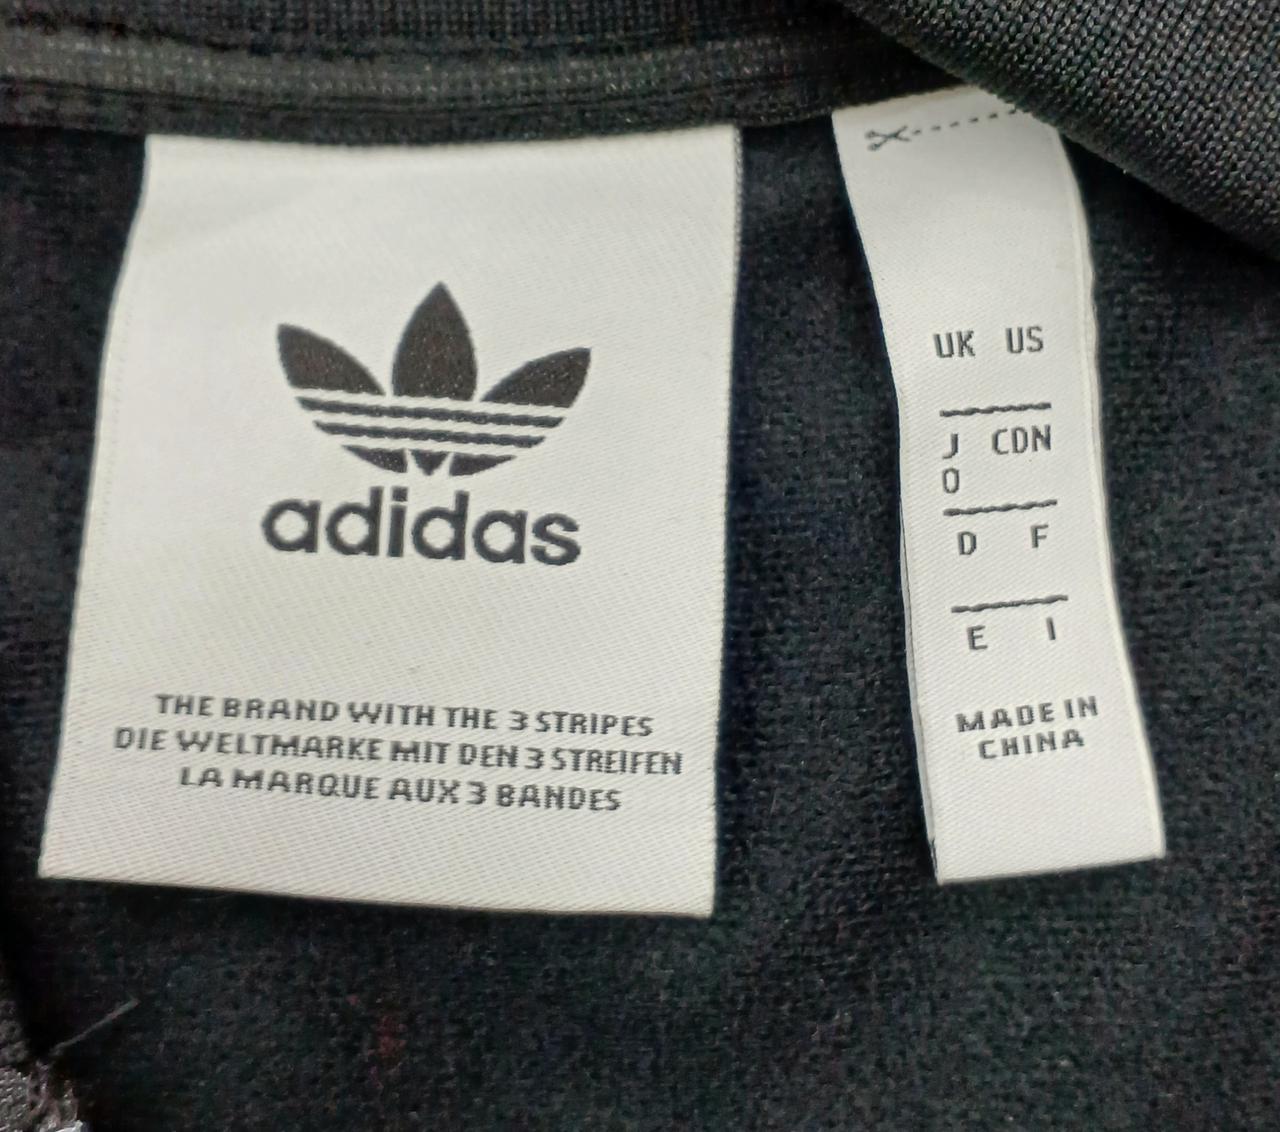 adidas
THE BRAND WITH THE 3 STRIPES
DIE WELTMARKE MIT DEN 3 STREIFEN
LA MARQUE AUX 3 BANDES
UK US
J CDN
O
D F
E I
MADE IN
CHINA